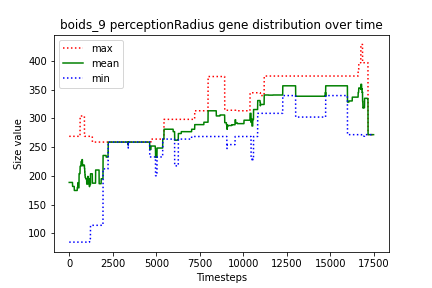 boids_9 perceptionRadius gene distribution over time
max
mean
min
Size value
400
350
300
250
200
150
100
0
2500
5000
7500
10000
12500
15000
17500
Timesteps